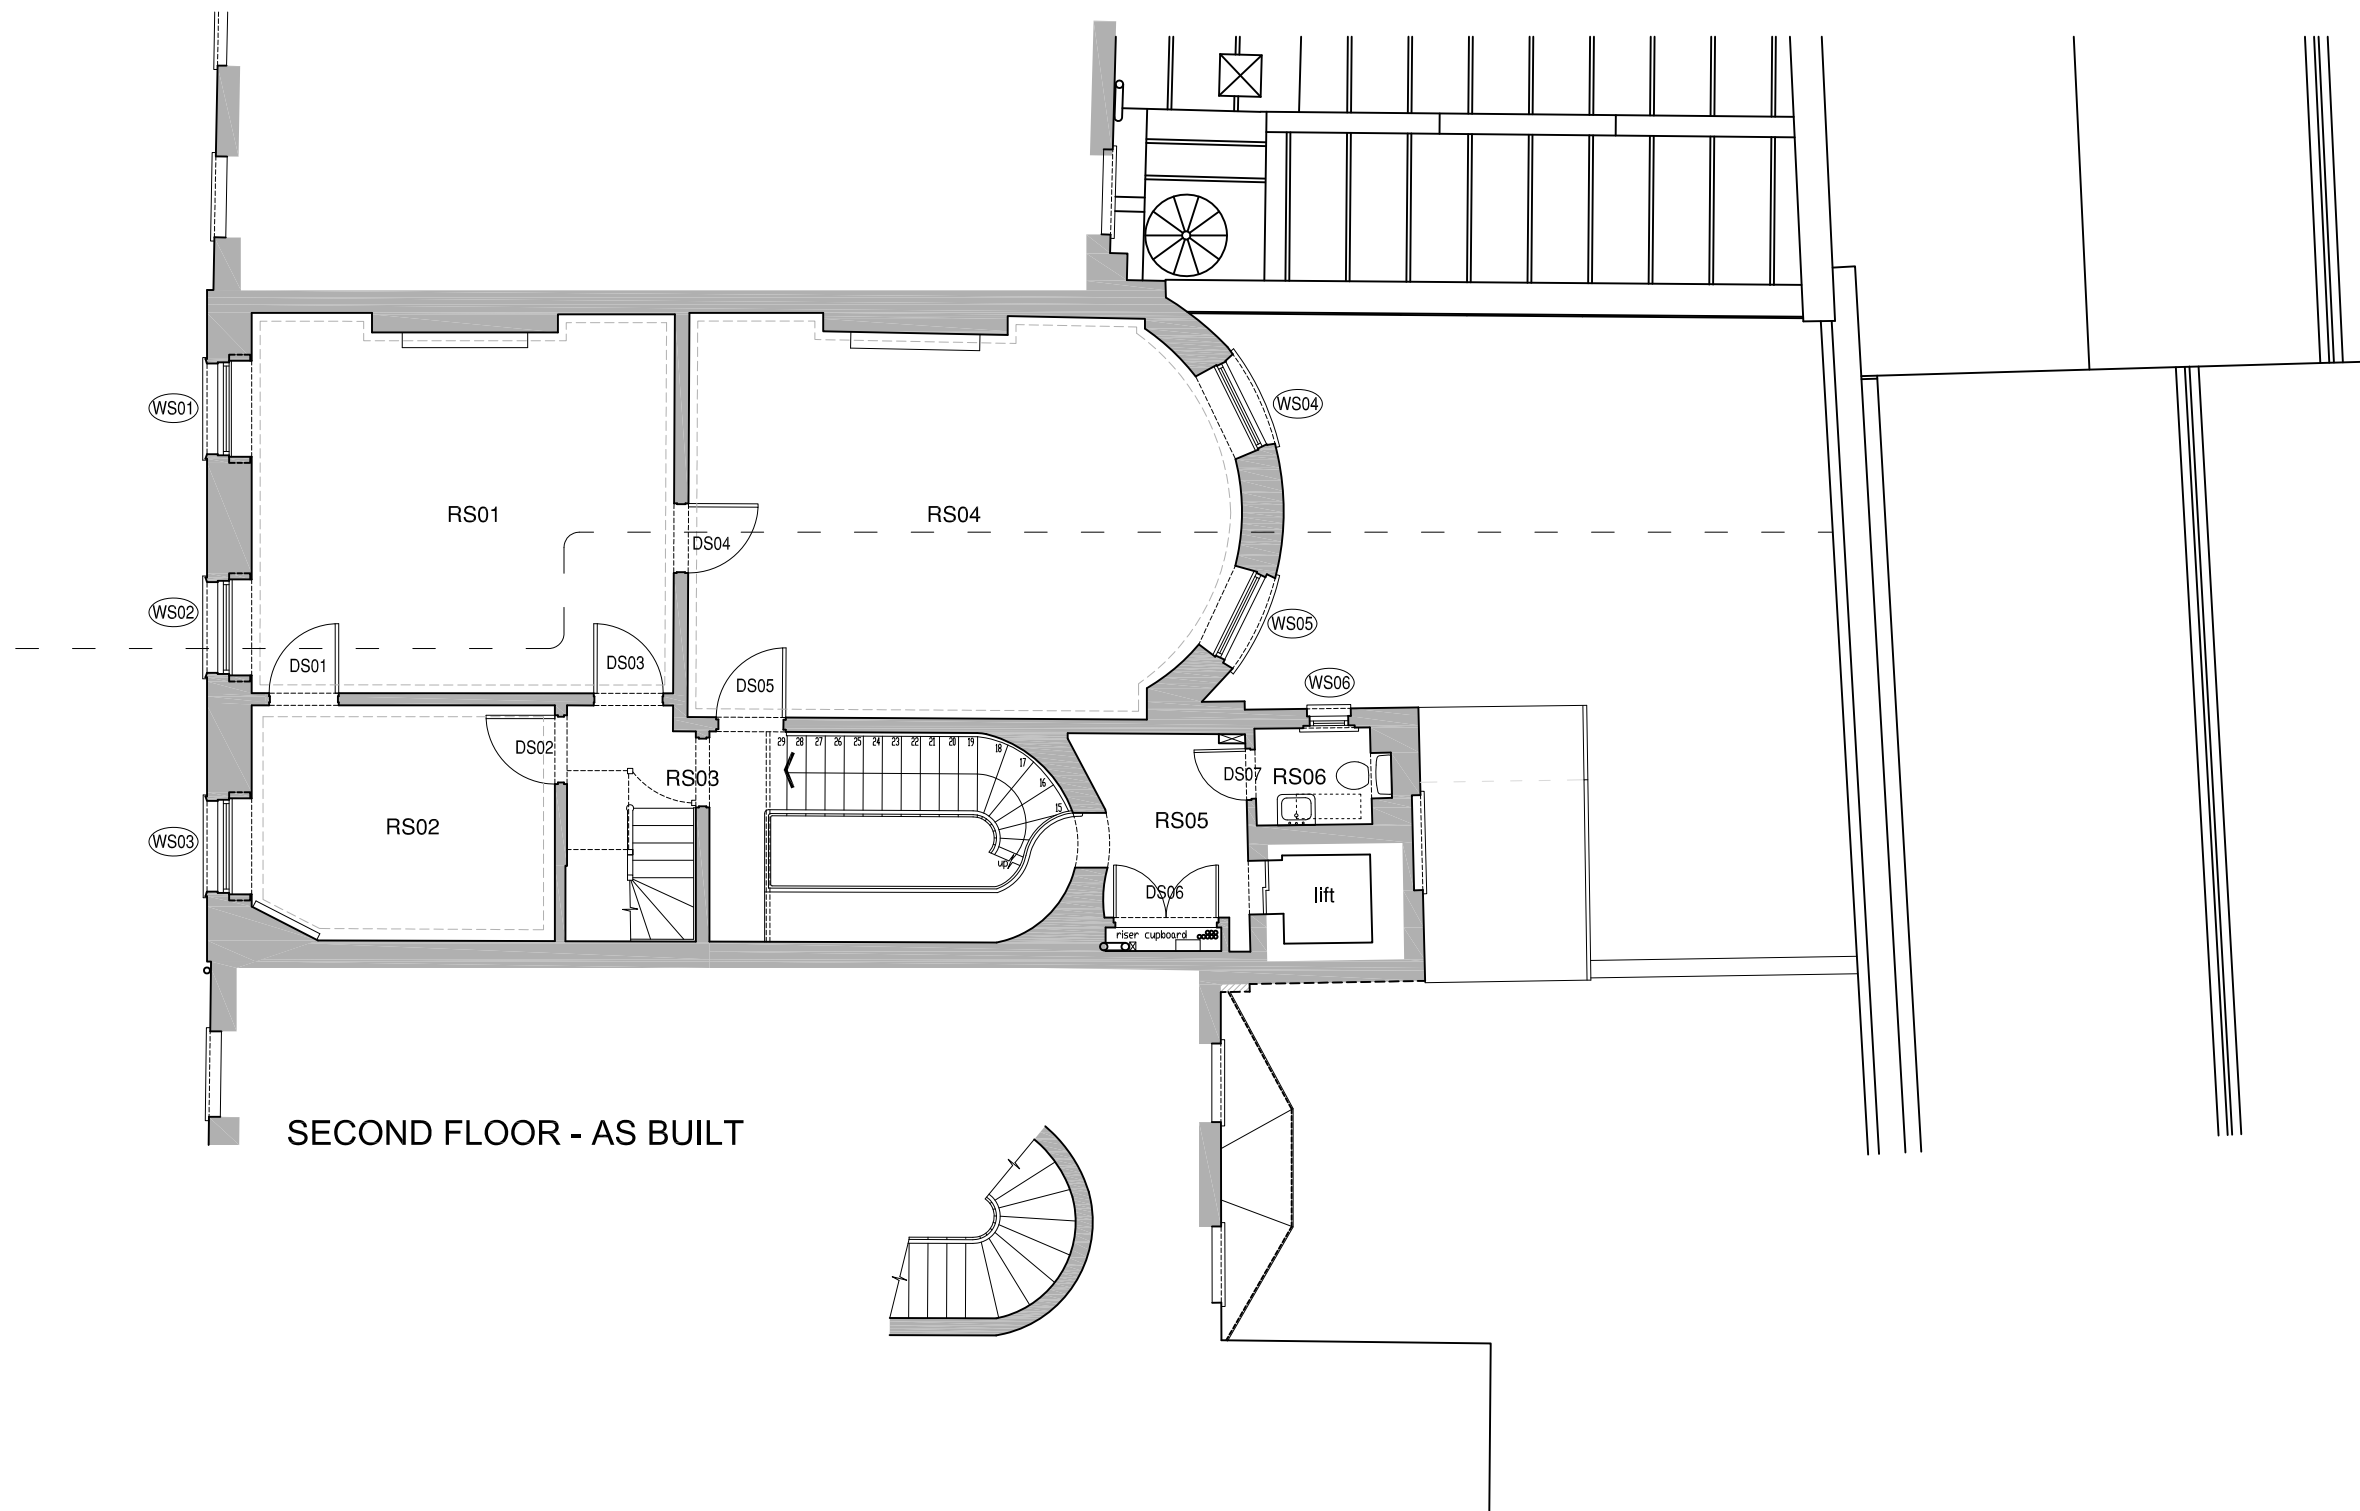 WS01
WS04
RS01
RS04
DS04
WS02
WS05
DS01
DS03
DS05
WS06
DS02
29 28 27 26 25 24 23 22 21 20 19 18 17 16 15
RS03
DS07
RS06
RS02
RS05
WS03
up
DS06
lift
riser cupboard
SECOND FLOOR - AS BUILT